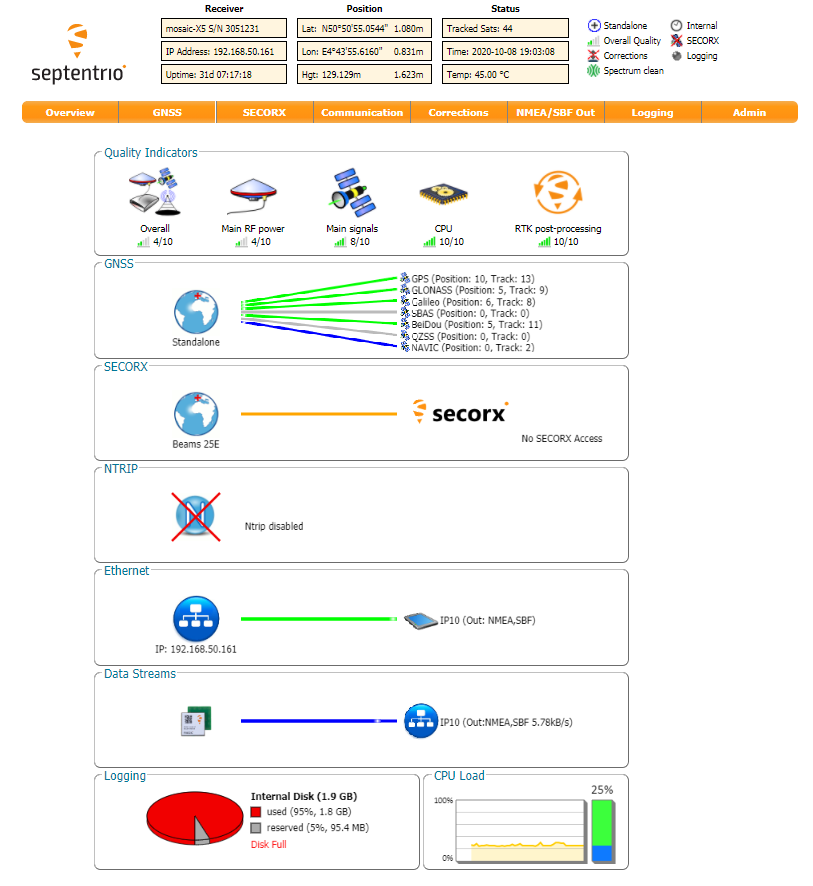 Receiver
Position
Status
mosaic-X5 S/N 3051231
Lat: N50°50'55.0544" 1.080m
Tracked Sats: 44
Standalone
Internal
IP Address: 192.168.50.161
Lon: E4°43'55.6160" 0.831m
Time: 2020-10-08 19:03:08
Overall Quality
SECORX
septentrio
Uptime: 31d 07:17:18
Hgt: 129.129m 1.623m
Temp: 45.00 °C
Corrections
Logging
Spectrum clean
Overview GNSS SECORX Communication Corrections NMEA/SBF Out Logging Admin
Quality Indicators
Overall
Main RF power
Main signals
CPU
RTK post-processing
4/10
4/10
8/10
10/10
10/10
GNSS
GPS (Position: 10, Track: 13)
GLONASS (Position: 5, Track: 9)
Galileo (Position: 6, Track: 8)
SBAS (Position: 0, Track: 0)
BeiDou (Position: 5, Track: 11)
QZSS (Position: 0, Track: 0)
NAVIC (Position: 0, Track: 2)
Standalone
SECORX
secorx
No SECORX Access
Beams 25E
NTRIP
Ntrip disabled
Ethernet
IP10 (Out: NMEA,SBF)
IP: 192.168.50.161
Data Streams
IP10 (Out:NMEA,SBF 5.78kB/s)
Logging
Internal Disk (1.9 GB)
used (95%, 1.8 GB)
reserved (5%, 95.4 MB)
Disk Full
CPU Load
25%
100%
0%